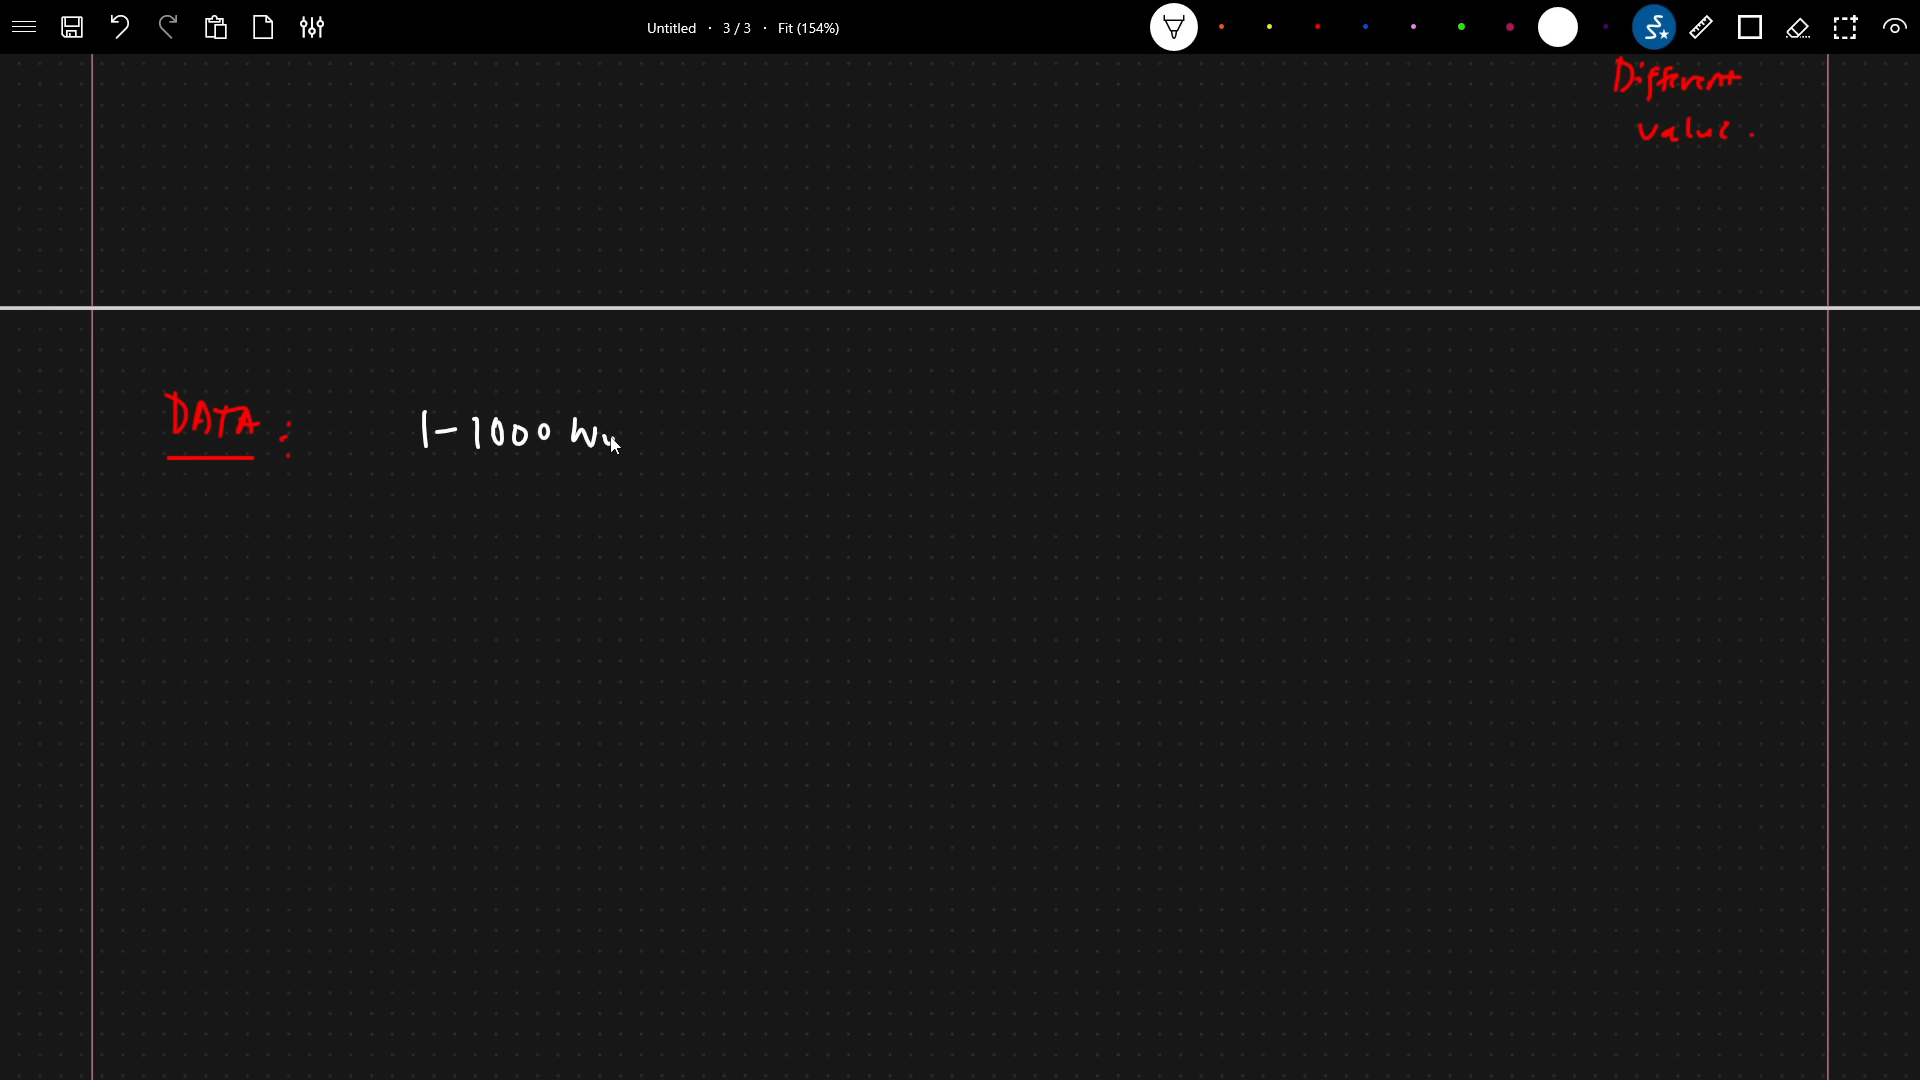 Untitled · 3 / 3 · Fit (154%)
Different
value.
DATA : 1-1000